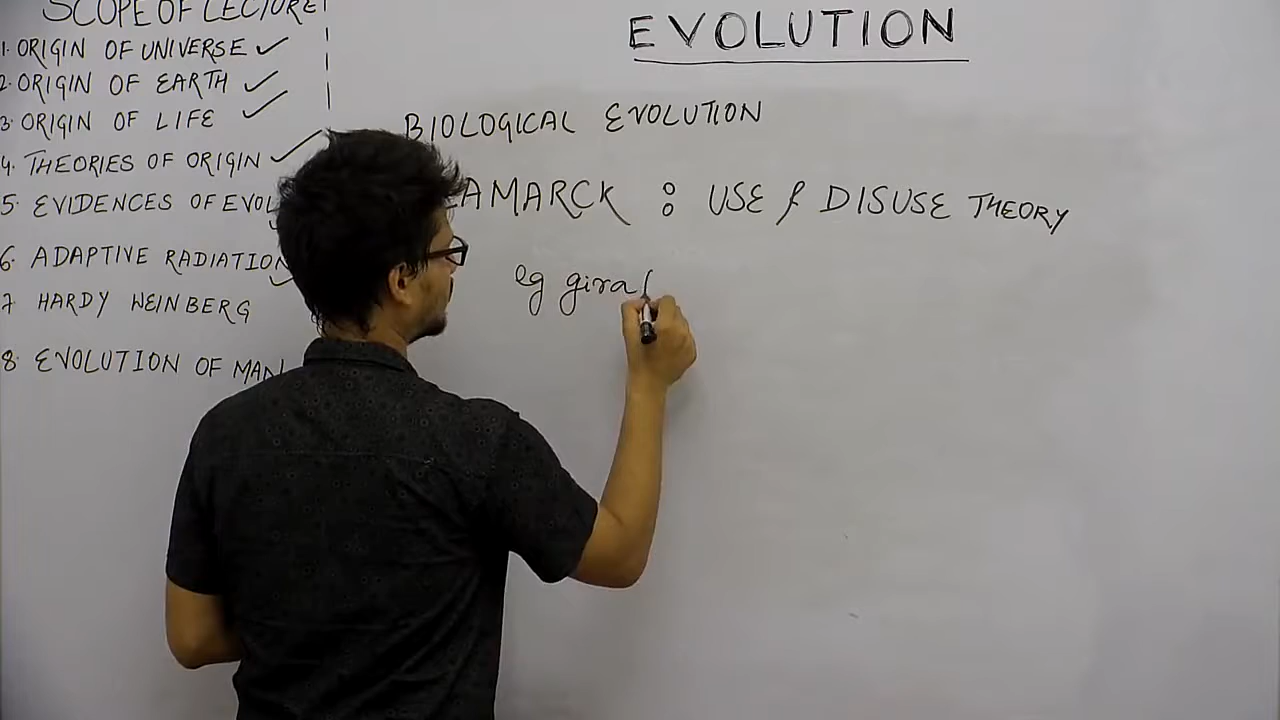 SCOPE OF LECTURE
1. ORIGIN OF UNIVERSE ✓
2. ORIGIN OF EARTH ✓
3. ORIGIN OF LIFE ✓
4. THEORIES OF ORIGIN ✓
5. EVIDENCES OF EVOL
6. ADAPTIVE RADIATION ✓
7 HARDY WEINBERG
8. EVOLUTION OF MAN
EVOLUTION
BIOLOGICAL EVOLUTION
LAMARCK : USE & DISUSE THEORY
eg giraf